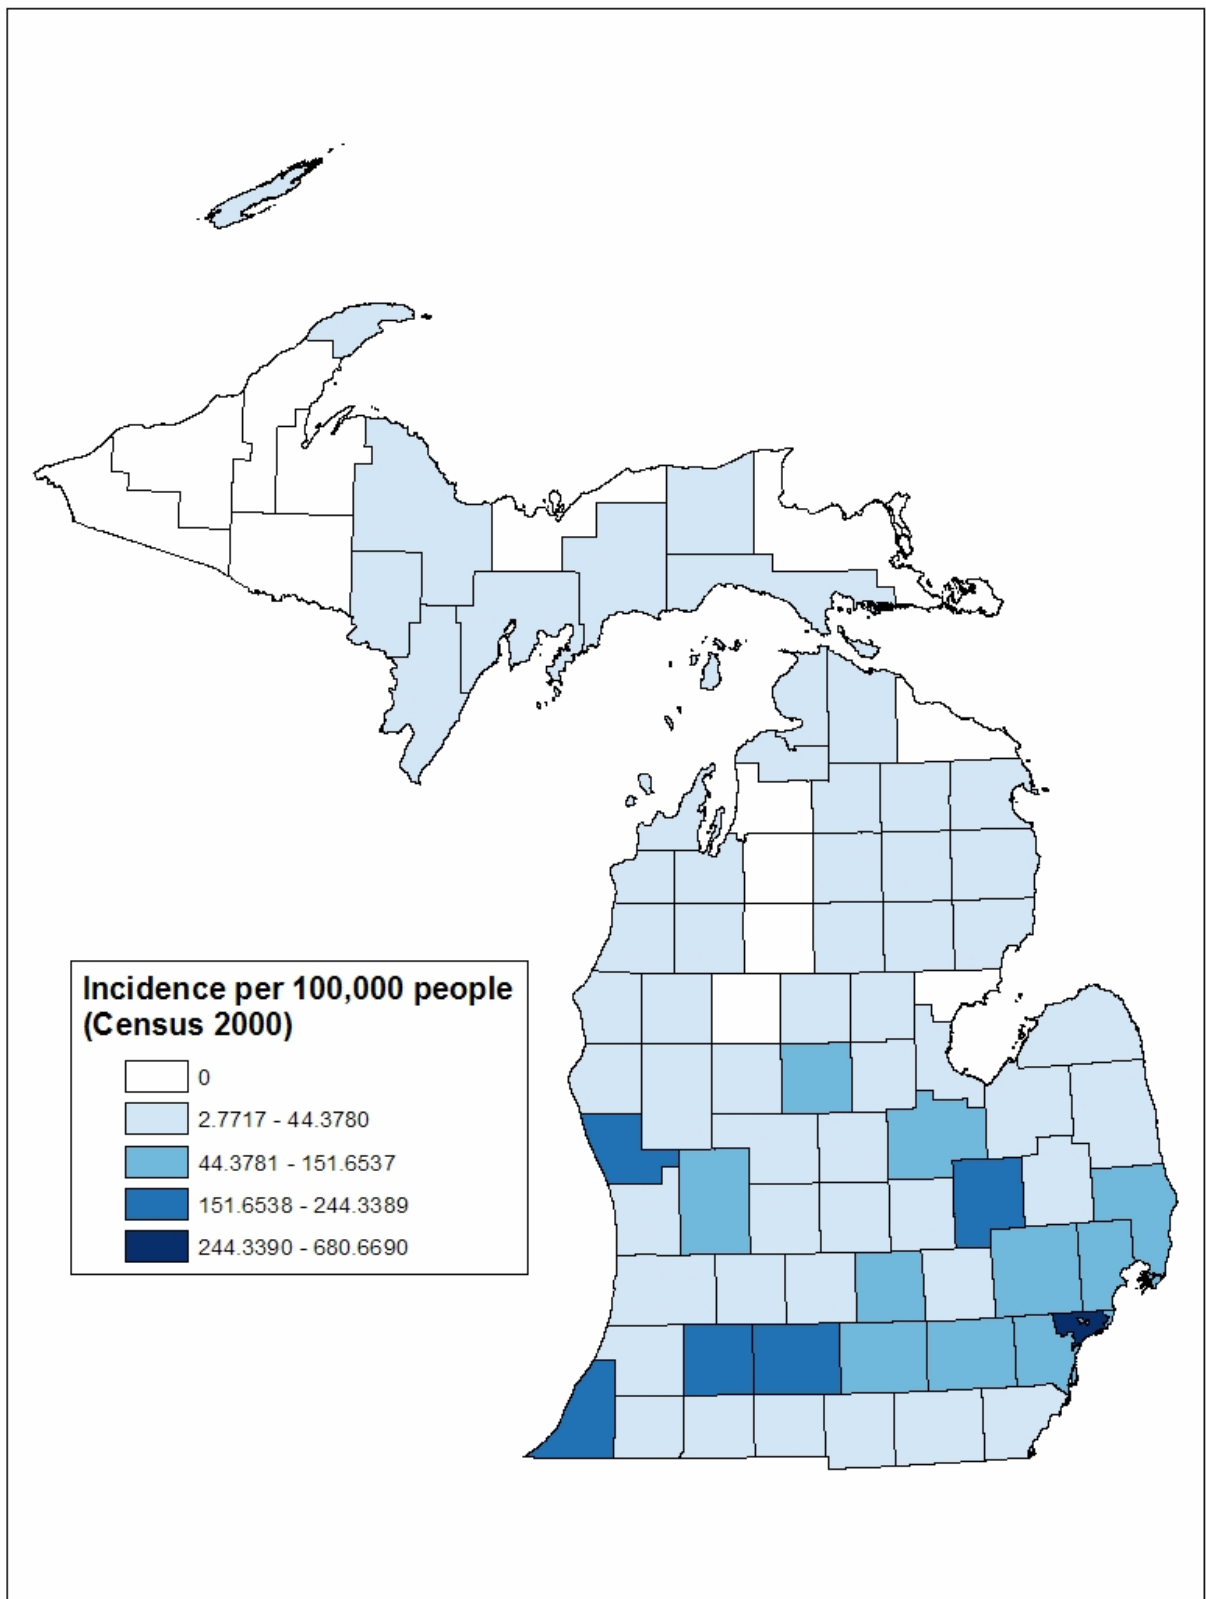 Incidence per 100,000 people
(Census 2000)
0
2.7717 - 44.3780
44.3781 - 151.6537
151.6538 - 244.3389
244.3390 - 680.6690